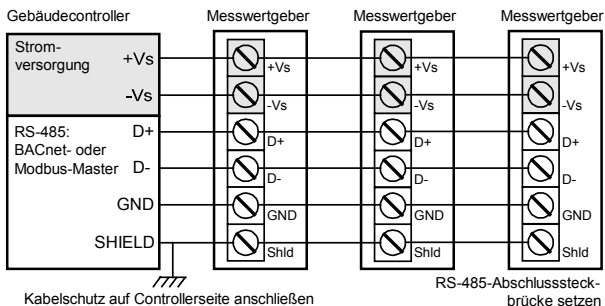 Gebäudecontroller
Messwertgeber
Messwertgeber
Messwertgeber
Strom-
versorgung
+Vs
-Vs
RS-485:
BACnet- oder
Modbus-Master
D+
D-
GND
SHIELD
+Vs
-Vs
D+
D-
GND
Shld
+Vs
-Vs
D+
D-
GND
Shld
+Vs
-Vs
D+
D-
GND
Shld
Kabelschutz auf Controllerseite anschließen
RS-485-Abschlusssteck-
brücke setzen